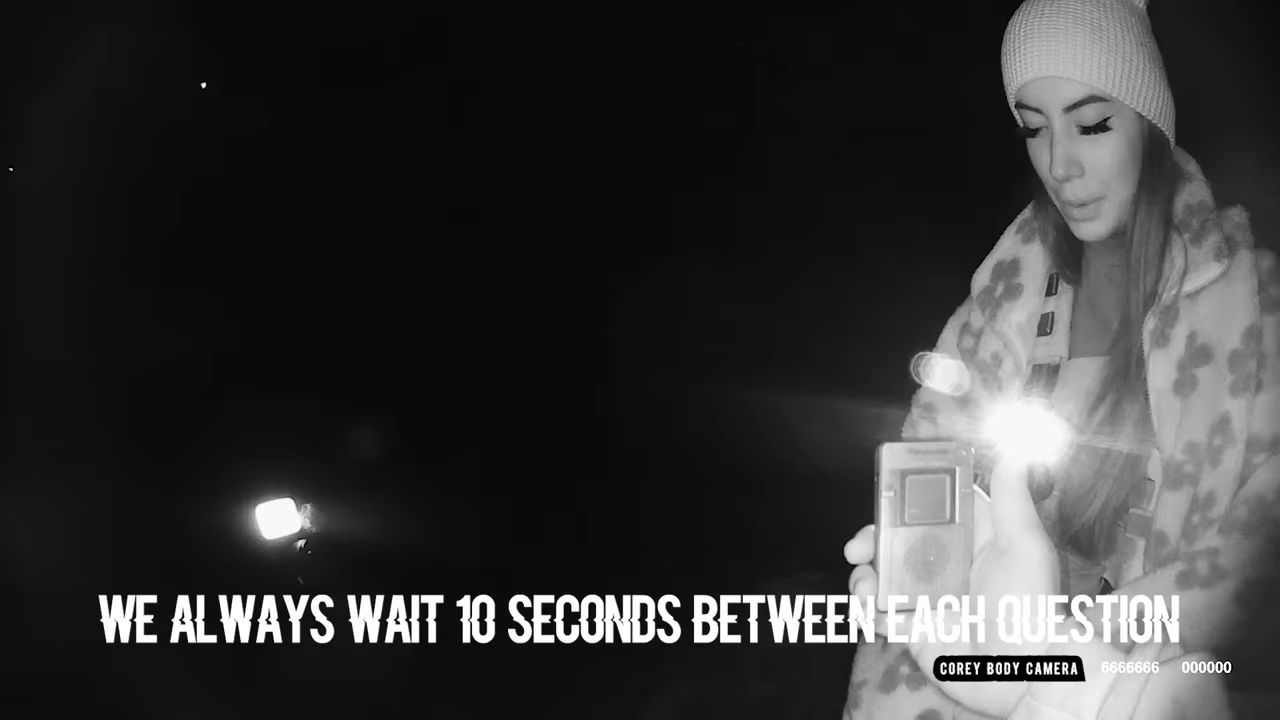 WE ALWAYS WAIT 10 SECONDS BETWEEN EACH QUESTION
COREY BODY CAMERA 6666666 000000